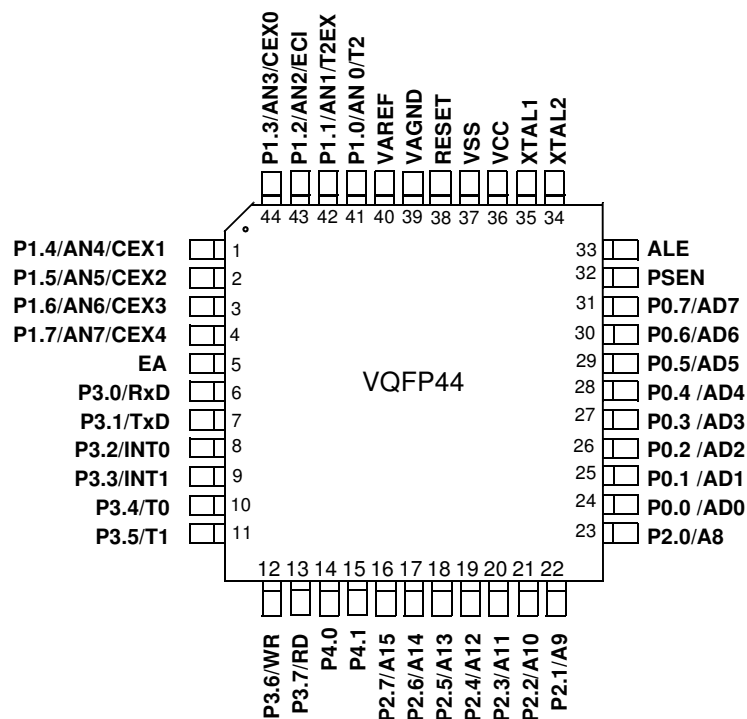 P1.3/AN3/CEX0
P1.2/AN2/ECI
P1.1/AN1/T2EX
P1.0/AN 0/T2
VAREF
VAGND
RESET
VSS
VCC
XTAL1
XTAL2
44 43 42 41 40 39 38 37 36 35 34
P1.4/AN4/CEX1 1
P1.5/AN5/CEX2 2
P1.6/AN6/CEX3 3
P1.7/AN7/CEX4 4
EA 5
P3.0/RxD 6
P3.1/TxD 7
P3.2/INT0 8
P3.3/INT1 9
P3.4/T0 10
P3.5/T1 11
VQFP44
33 ALE
32 PSEN
31 P0.7/AD7
30 P0.6/AD6
29 P0.5/AD5
28 P0.4 /AD4
27 P0.3 /AD3
26 P0.2 /AD2
25 P0.1 /AD1
24 P0.0 /AD0
23 P2.0/A8
12 13 14 15 16 17 18 19 20 21 22
P3.6/WR
P3.7/RD
P4.0
P4.1
P2.7/A15
P2.6/A14
P2.5/A13
P2.4/A12
P2.3/A11
P2.2/A10
P2.1/A9